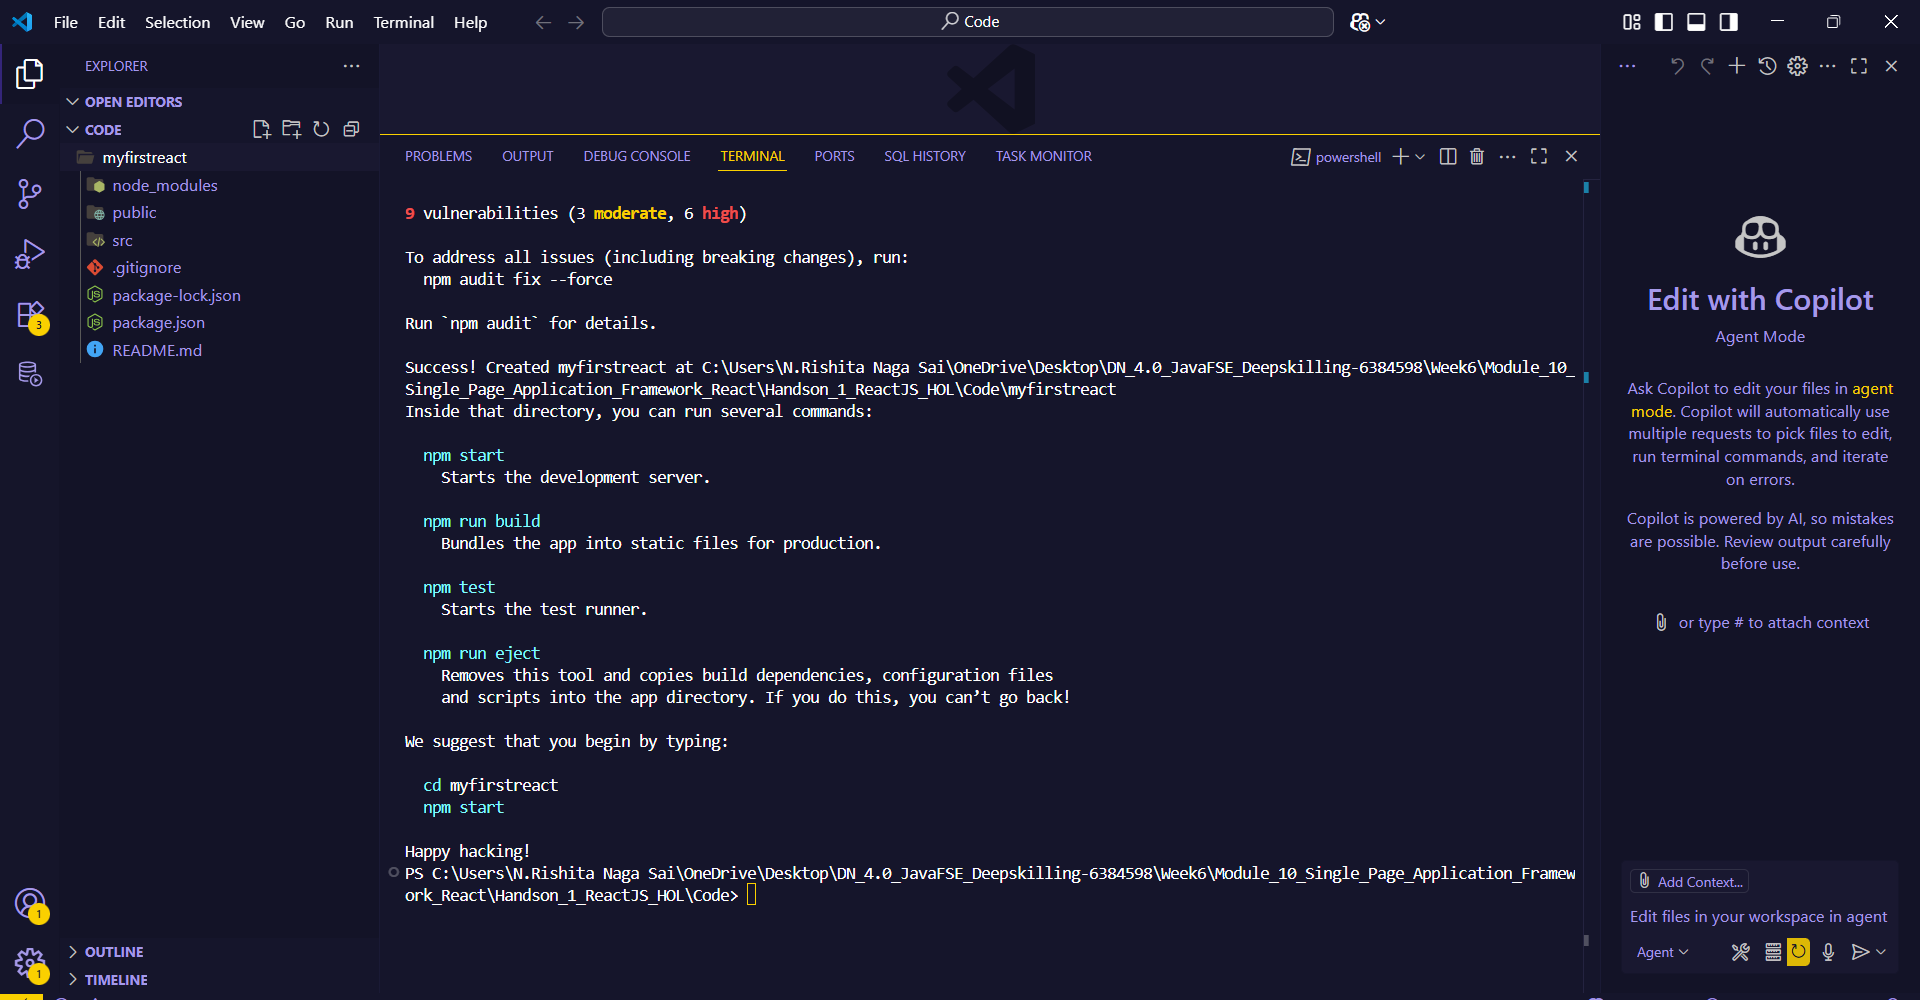 File Edit Selection View Go Run Terminal Help
Code
EXPLORER
OPEN EDITORS
CODE
myfirstreact
node_modules
public
src
.gitignore
package-lock.json
package.json
README.md
OUTLINE
TIMELINE
3
1
1
PROBLEMS OUTPUT DEBUG CONSOLE TERMINAL PORTS SQL HISTORY TASK MONITOR
powershell
9 vulnerabilities (3 moderate, 6 high)
To address all issues (including breaking changes), run:
npm audit fix --force
Run `npm audit` for details.
Success! Created myfirstreact at C:\Users\N.Rishita Naga Sai\OneDrive\Desktop\DN_4.0_JavaFSE_Deepskilling-6384598\Week6\Module_10_
Single_Page_Application_Framework_React\Handson_1_ReactJS_HOL\Code\myfirstreact
Inside that directory, you can run several commands:
npm start
Starts the development server.
npm run build
Bundles the app into static files for production.
npm test
Starts the test runner.
npm run eject
Removes this tool and copies build dependencies, configuration files
and scripts into the app directory. If you do this, you can’t go back!
We suggest that you begin by typing:
cd myfirstreact
npm start
Happy hacking!
PS C:\Users\N.Rishita Naga Sai\OneDrive\Desktop\DN_4.0_JavaFSE_Deepskilling-6384598\Week6\Module_10_Single_Page_Application_Framew
ork_React\Handson_1_ReactJS_HOL\Code>
Edit with Copilot
Agent Mode
Ask Copilot to edit your files in agent
mode. Copilot will automatically use
multiple requests to pick files to edit,
run terminal commands, and iterate
on errors.
Copilot is powered by AI, so mistakes
are possible. Review output carefully
before use.
or type # to attach context
Add Context...
Edit files in your workspace in agent
Agent